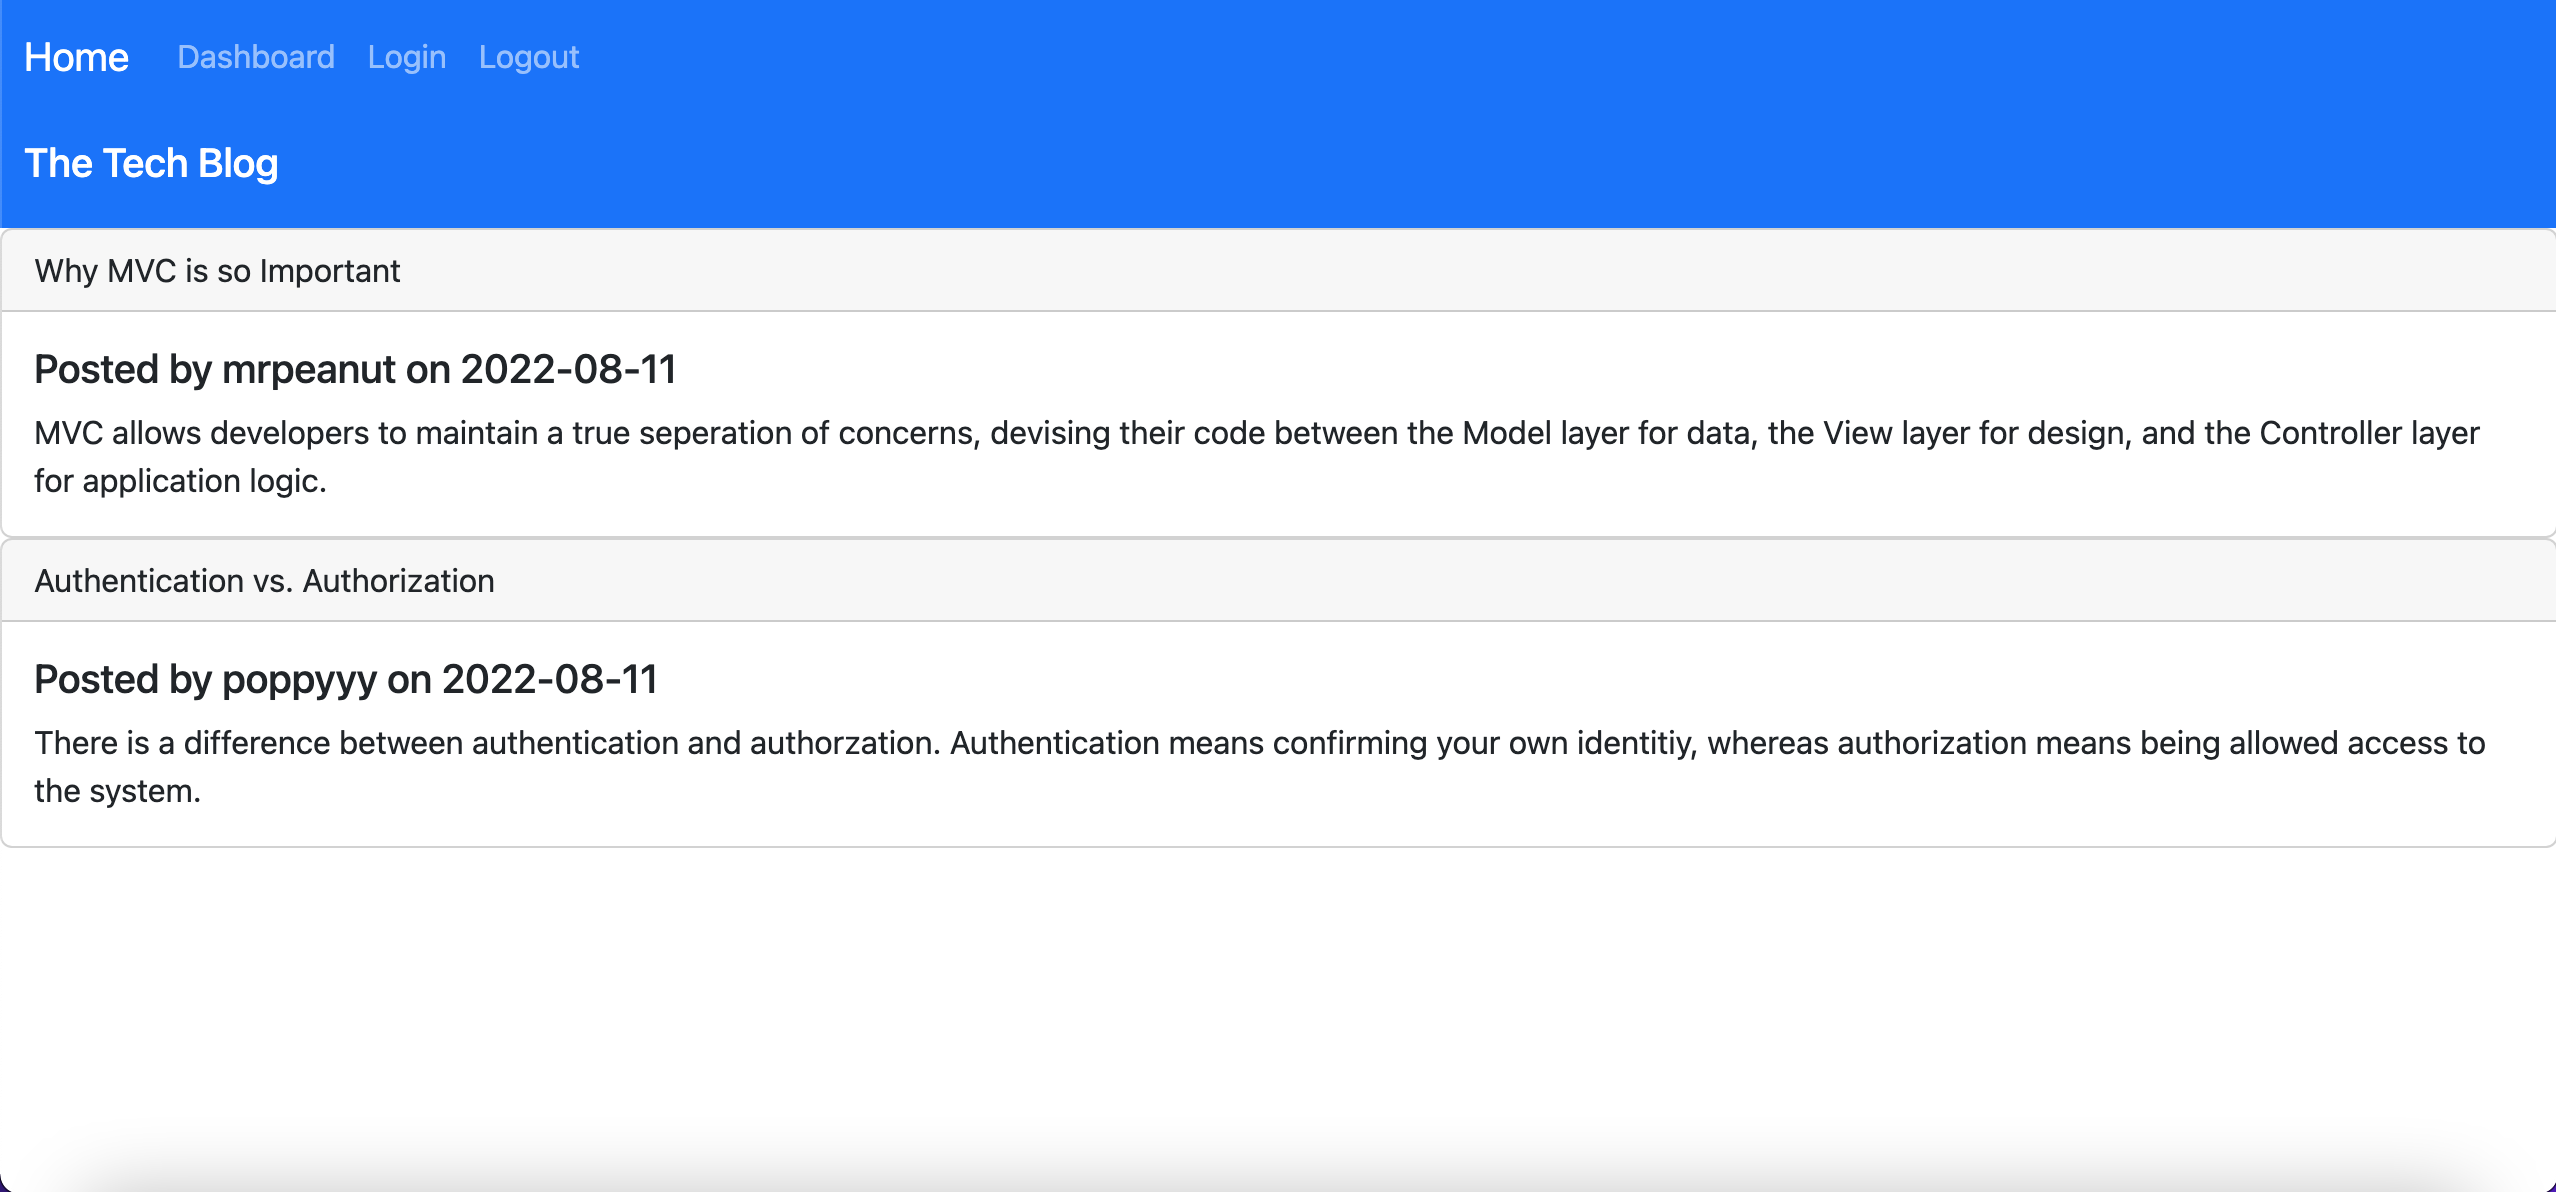 Home Dashboard Login Logout
The Tech Blog
Why MVC is so Important
Posted by mrpeanut on 2022-08-11
MVC allows developers to maintain a true seperation of concerns, devising their code between the Model layer for data, the View layer for design, and the Controller layer
for application logic.
Authentication vs. Authorization
Posted by poppyyy on 2022-08-11
There is a difference between authentication and authorzation. Authentication means confirming your own identitiy, whereas authorization means being allowed access to
the system.